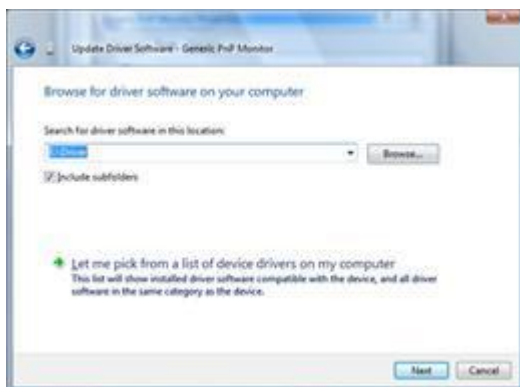 Update Driver Software - Generic PnP Monitor
Browse for driver software on your computer
Search for driver software in this location:
Browse...
Include subfolders
Let me pick from a list of device drivers on my computer
This list will show installed driver software compatible with the device, and all driver
software in the same category as the device.
Next Cancel